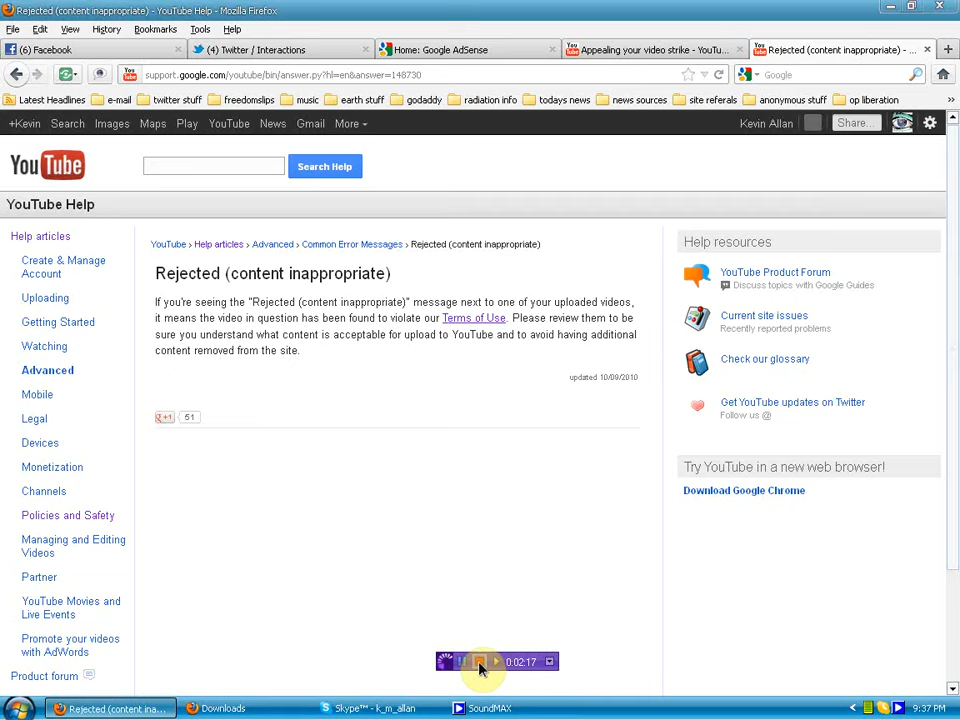 Rejected (content inappropriate) - YouTube Help - Mozilla Firefox
File Edit View History Bookmarks Tools Help
(6) Facebook × (4) Twitter / Interactions × Home: Google AdSense × Appealing your video strike - YouTu... × Rejected (content inappropriate) - ... ×
support.google.com/youtube/bin/answer.py?hl=en&answer=148730 Google
Latest Headlines e-mail twitter stuff freedomslips music earth stuff godaddy radiation info todays news news sources site referals anonymous stuff op liberation »
+Kevin Search Images Maps Play YouTube News Gmail More Kevin Allan Share...
YouTube Search Help
YouTube Help
Help articles
Create & Manage
Account
Uploading
Getting Started
Watching
Advanced
Mobile
Legal
Devices
Monetization
Channels
Policies and Safety
Managing and Editing
Videos
Partner
YouTube Movies and
Live Events
Promote your videos
with AdWords
Product forum
YouTube › Help articles › Advanced › Common Error Messages › Rejected (content inappropriate)
Rejected (content inappropriate)
If you're seeing the "Rejected (content inappropriate)" message next to one of your uploaded videos,
it means the video in question has been found to violate our Terms of Use. Please review them to be
sure you understand what content is acceptable for upload to YouTube and to avoid having additional
content removed from the site.
updated 10/09/2010
+1 51
Help resources
YouTube Product Forum
Discuss topics with Google Guides
Current site issues
Recently reported problems
Check our glossary
Get YouTube updates on Twitter
Follow us @
Try YouTube in a new web browser!
Download Google Chrome
0:02:17
Rejected (content ina... Downloads Skype™ - k_m_allan SoundMAX 9:37 PM